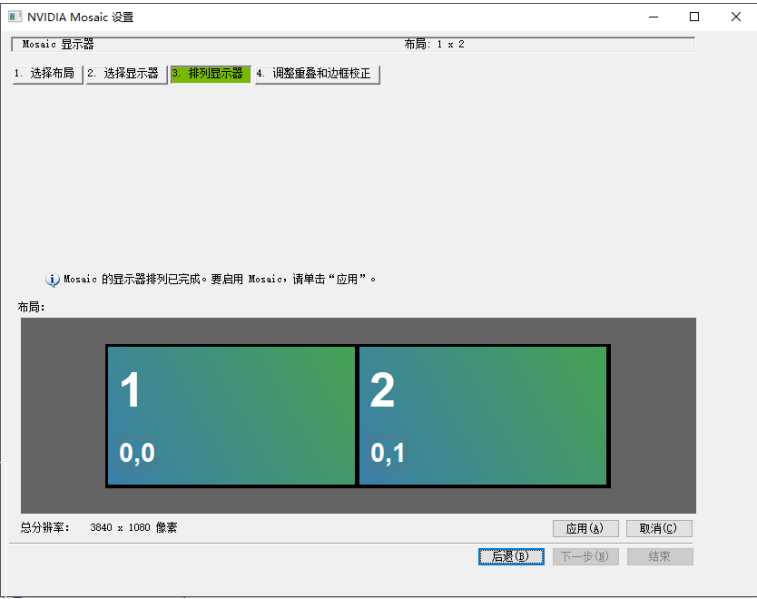 NVIDIA Mosaic 设置
Mosaic 显示器 布局: 1 x 2
1. 选择布局 2. 选择显示器 3. 排列显示器 4. 调整重叠和边框校正
Mosaic 的显示器排列已完成。要启用 Mosaic，请单击“应用”。
布局:
1 2
0,0 0,1
总分辨率: 3840 x 1080 像素 应用(A) 取消(C)
后退(B) 下一步(N) 结束